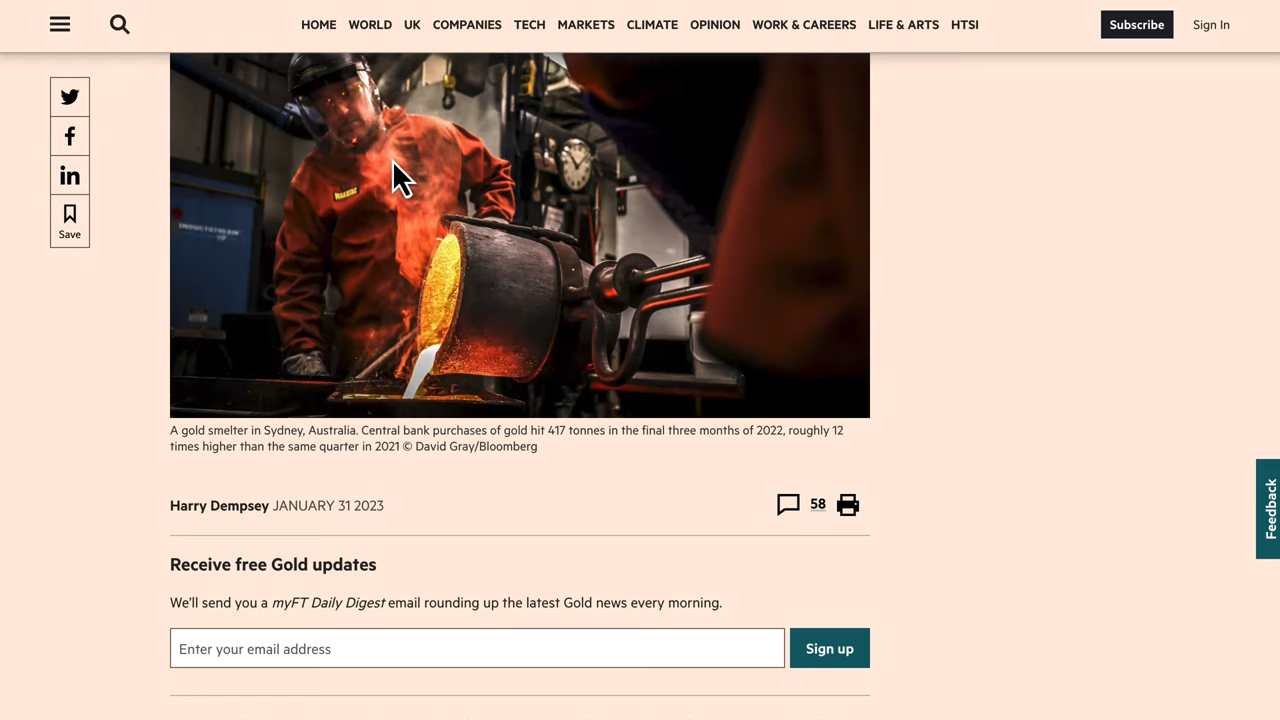 HOME WORLD UK COMPANIES TECH MARKETS CLIMATE OPINION WORK & CAREERS LIFE & ARTS HTSI Subscribe Sign In
Save
WAKATAC
INDUCTOTHERM
A gold smelter in Sydney, Australia. Central bank purchases of gold hit 417 tonnes in the final three months of 2022, roughly 12
times higher than the same quarter in 2021 © David Gray/Bloomberg
Harry Dempsey JANUARY 31 2023 58
Feedback
Receive free Gold updates
We’ll send you a myFT Daily Digest email rounding up the latest Gold news every morning.
Enter your email address Sign up